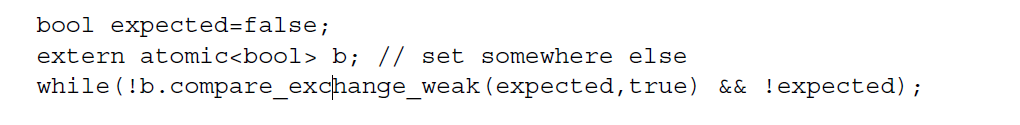 bool expected=false;
extern atomic<bool> b; // set somewhere else
while(!b.compare_exchange_weak(expected,true) && !expected);